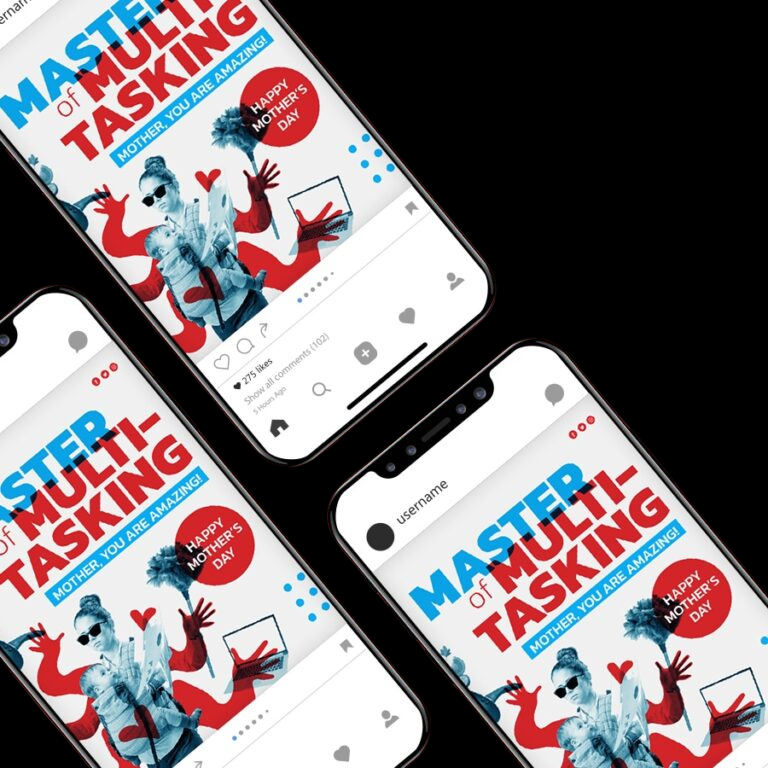 username
MASTER
of MULTI-
TASKING
MOTHER, YOU ARE AMAZING!
HAPPY
MOTHER'S
DAY
275 likes
Show all comments (102)
5 Hours Ago
MASTER
of MULTI-
TASKING
MOTHER, YOU ARE AMAZING!
HAPPY
MOTHER'S
DAY
username
MASTER
of MULTI-
TASKING
MOTHER, YOU ARE AMAZING!
HAPPY
MOTHER'S
DAY